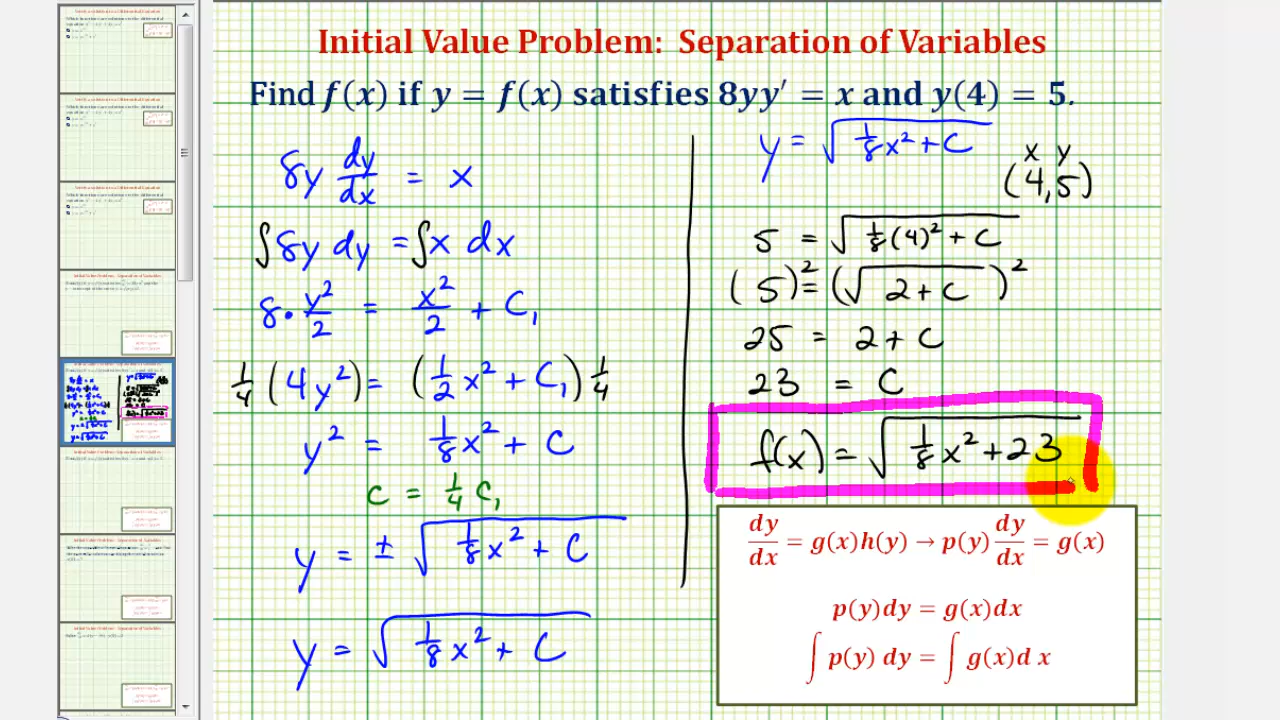 Initial Value Problem: Separation of Variables
Find f(x) if y = f(x) satisfies 8yy′ = x and y(4) = 5.
8y dy/dx = x
∫8y dy = ∫x dx
8 · y²/2 = x²/2 + C₁
1/4 (4y²) = (1/2 x² + C₁) 1/4
y² = 1/8 x² + C
C = 1/4 C₁
y = ± √(1/8 x² + C)
y = √(1/8 x² + C)
y = √(1/8 x² + C)
x y
(4,5)
5 = √(1/8 (4)² + C)
(5)² = (√(2 + C))²
25 = 2 + C
23 = C
f(x) = √(1/8 x² + 23)
dy/dx = g(x)h(y) → p(y) dy/dx = g(x)
p(y)dy = g(x)dx
∫ p(y) dy = ∫ g(x)d x